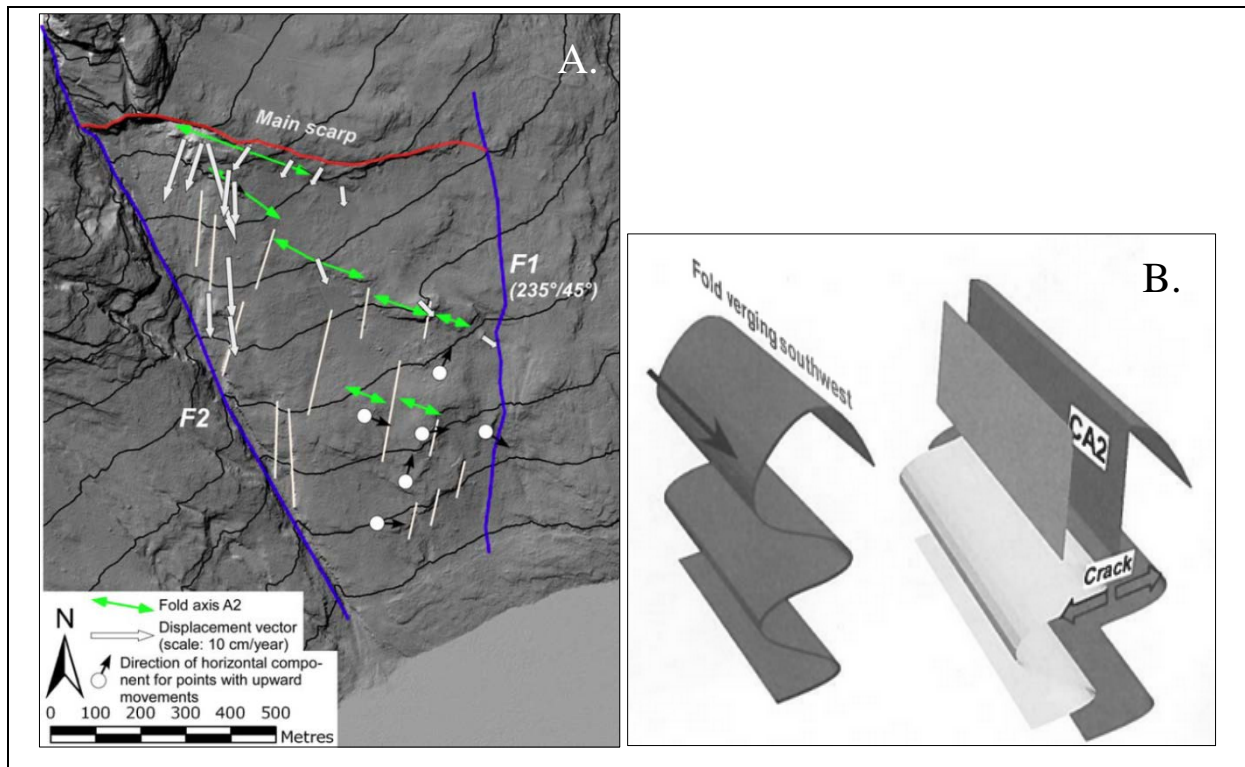 A.
Main scarp
F1
(235°/45°)
F2
Fold axis A2
Displacement vector
(scale: 10 cm/year)
Direction of horizontal compo-
nent for points with upward
movements
N
0 100 200 300 400 500
Metres
B.
Fold verging southwest
CA2
Crack